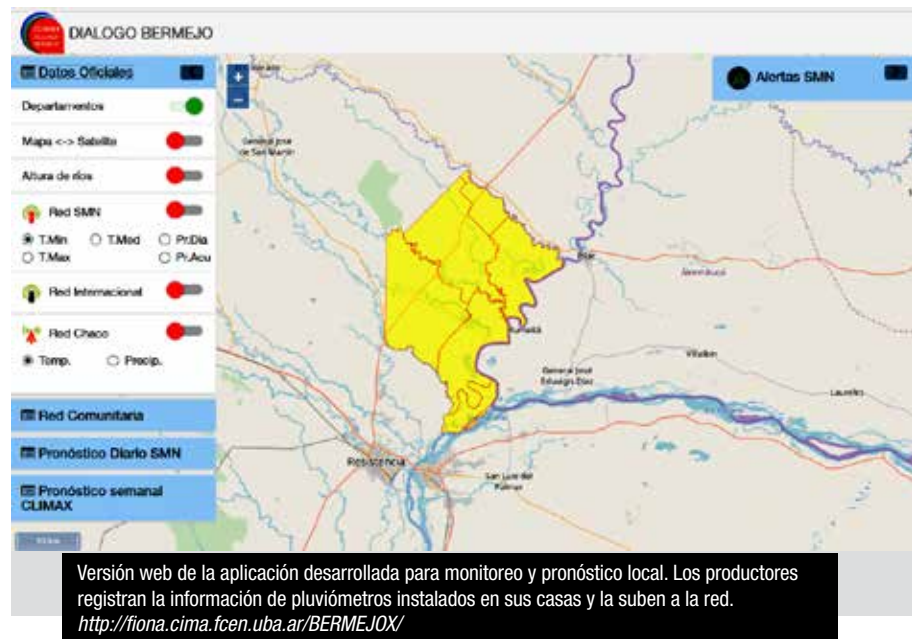 DIALOGO BERMEJO
Datos Oficiales
Departamentos
Mapa <-> Satelite
Altura de ríos
Red SMN
T.Min T.Med Pr.Dia
T.Max Pr.Acu
Red Internacional
Red Chaco
Temp. Precip.
Red Comunitaria
Pronóstico Diario SMN
Pronóstico semanal
CLIMAX
+
-
Alertas SMN
General José
de San Martín
Pilar
Villalbín
Laureles
General José
Eduvigis Díaz
Resistencia
San Luis del
Palmar
Versión web de la aplicación desarrollada para monitoreo y pronóstico local. Los productores
registran la información de pluviómetros instalados en sus casas y la suben a la red.
http://fiona.cima.fcen.uba.ar/BERMEJOX/